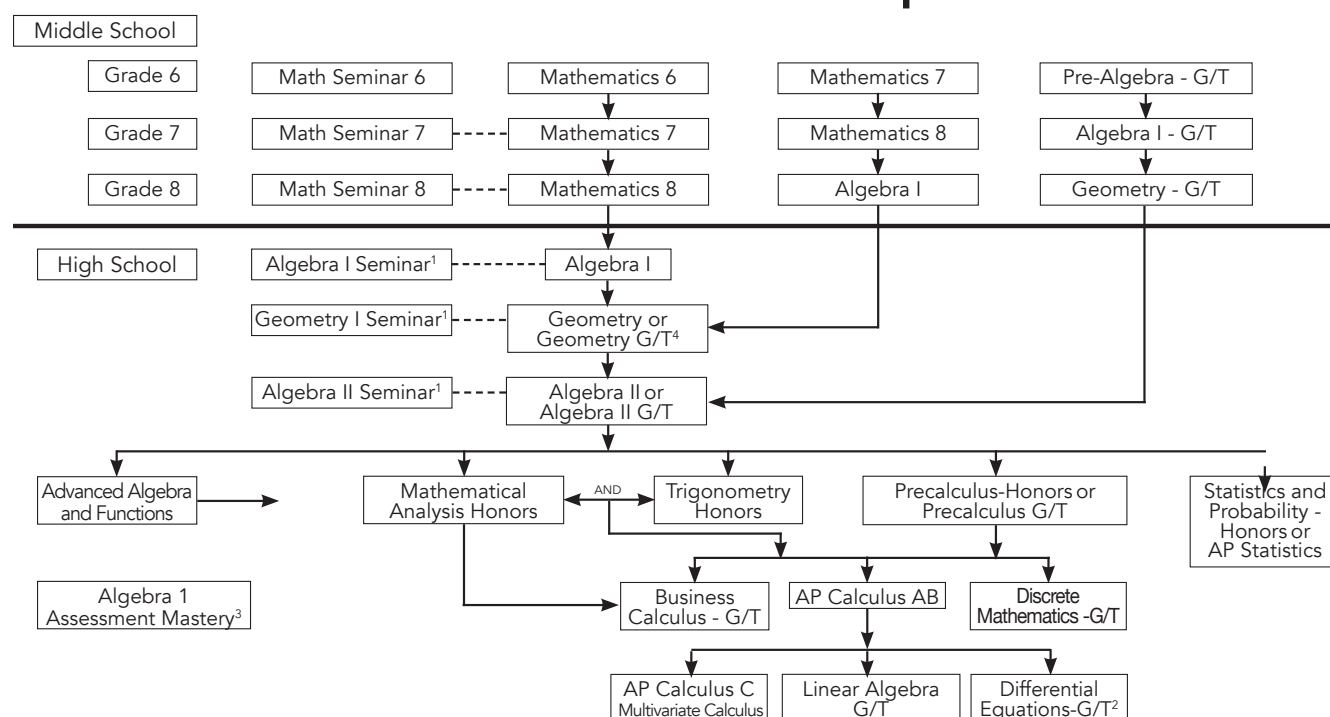 Middle School
Grade 6
Math Seminar 6
Mathematics 6
Mathematics 7
Pre-Algebra - G/T
Grade 7
Math Seminar 7
Mathematics 7
Mathematics 8
Algebra I - G/T
Grade 8
Math Seminar 8
Mathematics 8
Algebra I
Geometry - G/T
High School
Algebra I Seminar¹
Algebra I
Geometry I Seminar¹
Geometry or
Geometry G/T⁴
Algebra II Seminar¹
Algebra II or
Algebra II G/T
Advanced Algebra
and Functions
Mathematical
Analysis Honors
AND
Trigonometry
Honors
Precalculus-Honors or
Precalculus G/T
Statistics and
Probability -
Honors or
AP Statistics
Algebra 1
Assessment Mastery³
Business
Calculus - G/T
AP Calculus AB
Discrete
Mathematics -G/T
AP Calculus C
Multivariate Calculus
Linear Algebra
G/T
Differential
Equations-G/T²